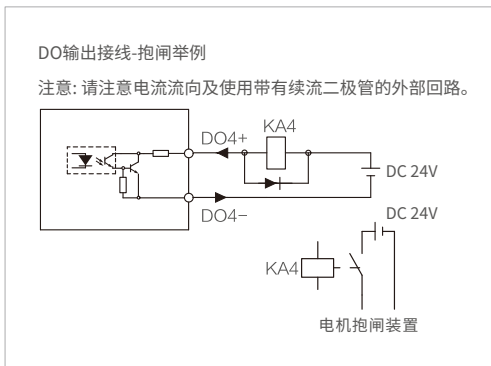 DO输出接线-抱闸举例
注意: 请注意电流流向及使用带有续流二极管的外部回路。
DO4+
KA4
DC 24V
DO4-
DC 24V
KA4
电机抱闸装置